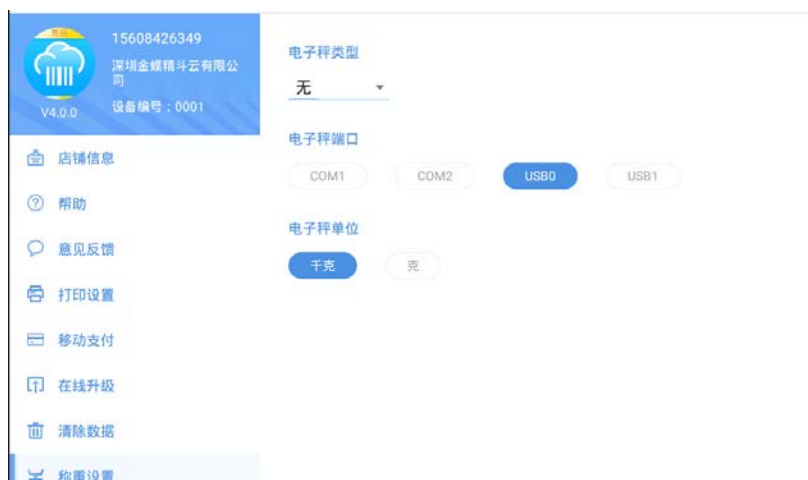 15608426349
深圳金蝶精斗云有限公
司
V4.0.0
设备编号：0001
店铺信息
帮助
意见反馈
打印设置
移动支付
在线升级
清除数据
称重设置
电子秤类型
无
电子秤端口
COM1 COM2 USB0 USB1
电子秤单位
千克 克